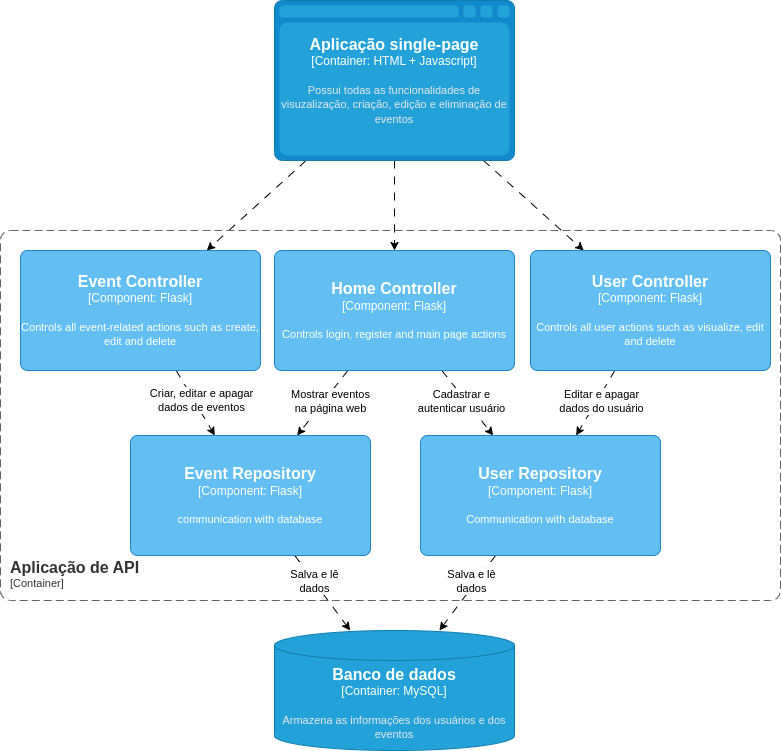 Aplicação single-page
[Container: HTML + Javascript]
Possui todas as funcionalidades de
visuzalização, criação, edição e eliminação de
eventos
Event Controller
[Component: Flask]
Controls all event-related actions such as create,
edit and delete
Home Controller
[Component: Flask]
Controls login, register and main page actions
User Controller
[Component: Flask]
Controls all user actions such as visualize, edit
and delete
Criar, editar e apagar
dados de eventos
Mostrar eventos
na página web
Cadastrar e
autenticar usuário
Editar e apagar
dados do usuário
Event Repository
[Component: Flask]
communication with database
User Repository
[Component: Flask]
Communication with database
Aplicação de API
[Container]
Salva e lê
dados
Salva e lê
dados
Banco de dados
[Container: MySQL]
Armazena as informações dos usuários e dos
eventos